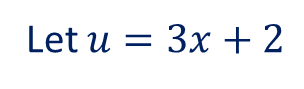 Let u = 3x + 2